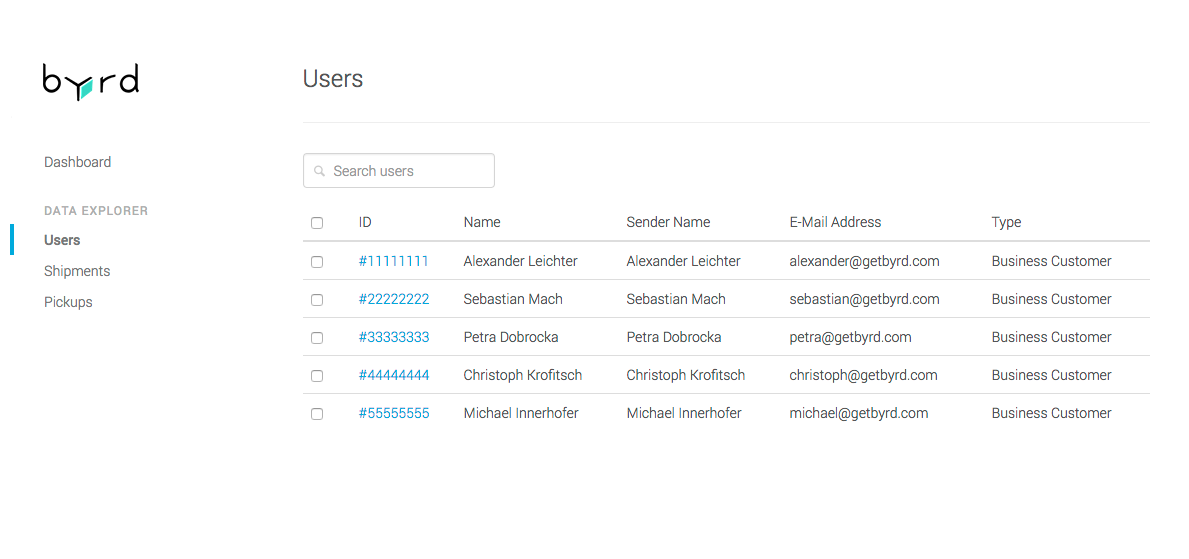 byrd
Users
Dashboard
Search users
DATA EXPLORER
Users
Shipments
Pickups
ID Name Sender Name E-Mail Address Type
#11111111 Alexander Leichter Alexander Leichter alexander@getbyrd.com Business Customer
#22222222 Sebastian Mach Sebastian Mach sebastian@getbyrd.com Business Customer
#33333333 Petra Dobrocka Petra Dobrocka petra@getbyrd.com Business Customer
#44444444 Christoph Krofitsch Christoph Krofitsch christoph@getbyrd.com Business Customer
#55555555 Michael Innerhofer Michael Innerhofer michael@getbyrd.com Business Customer